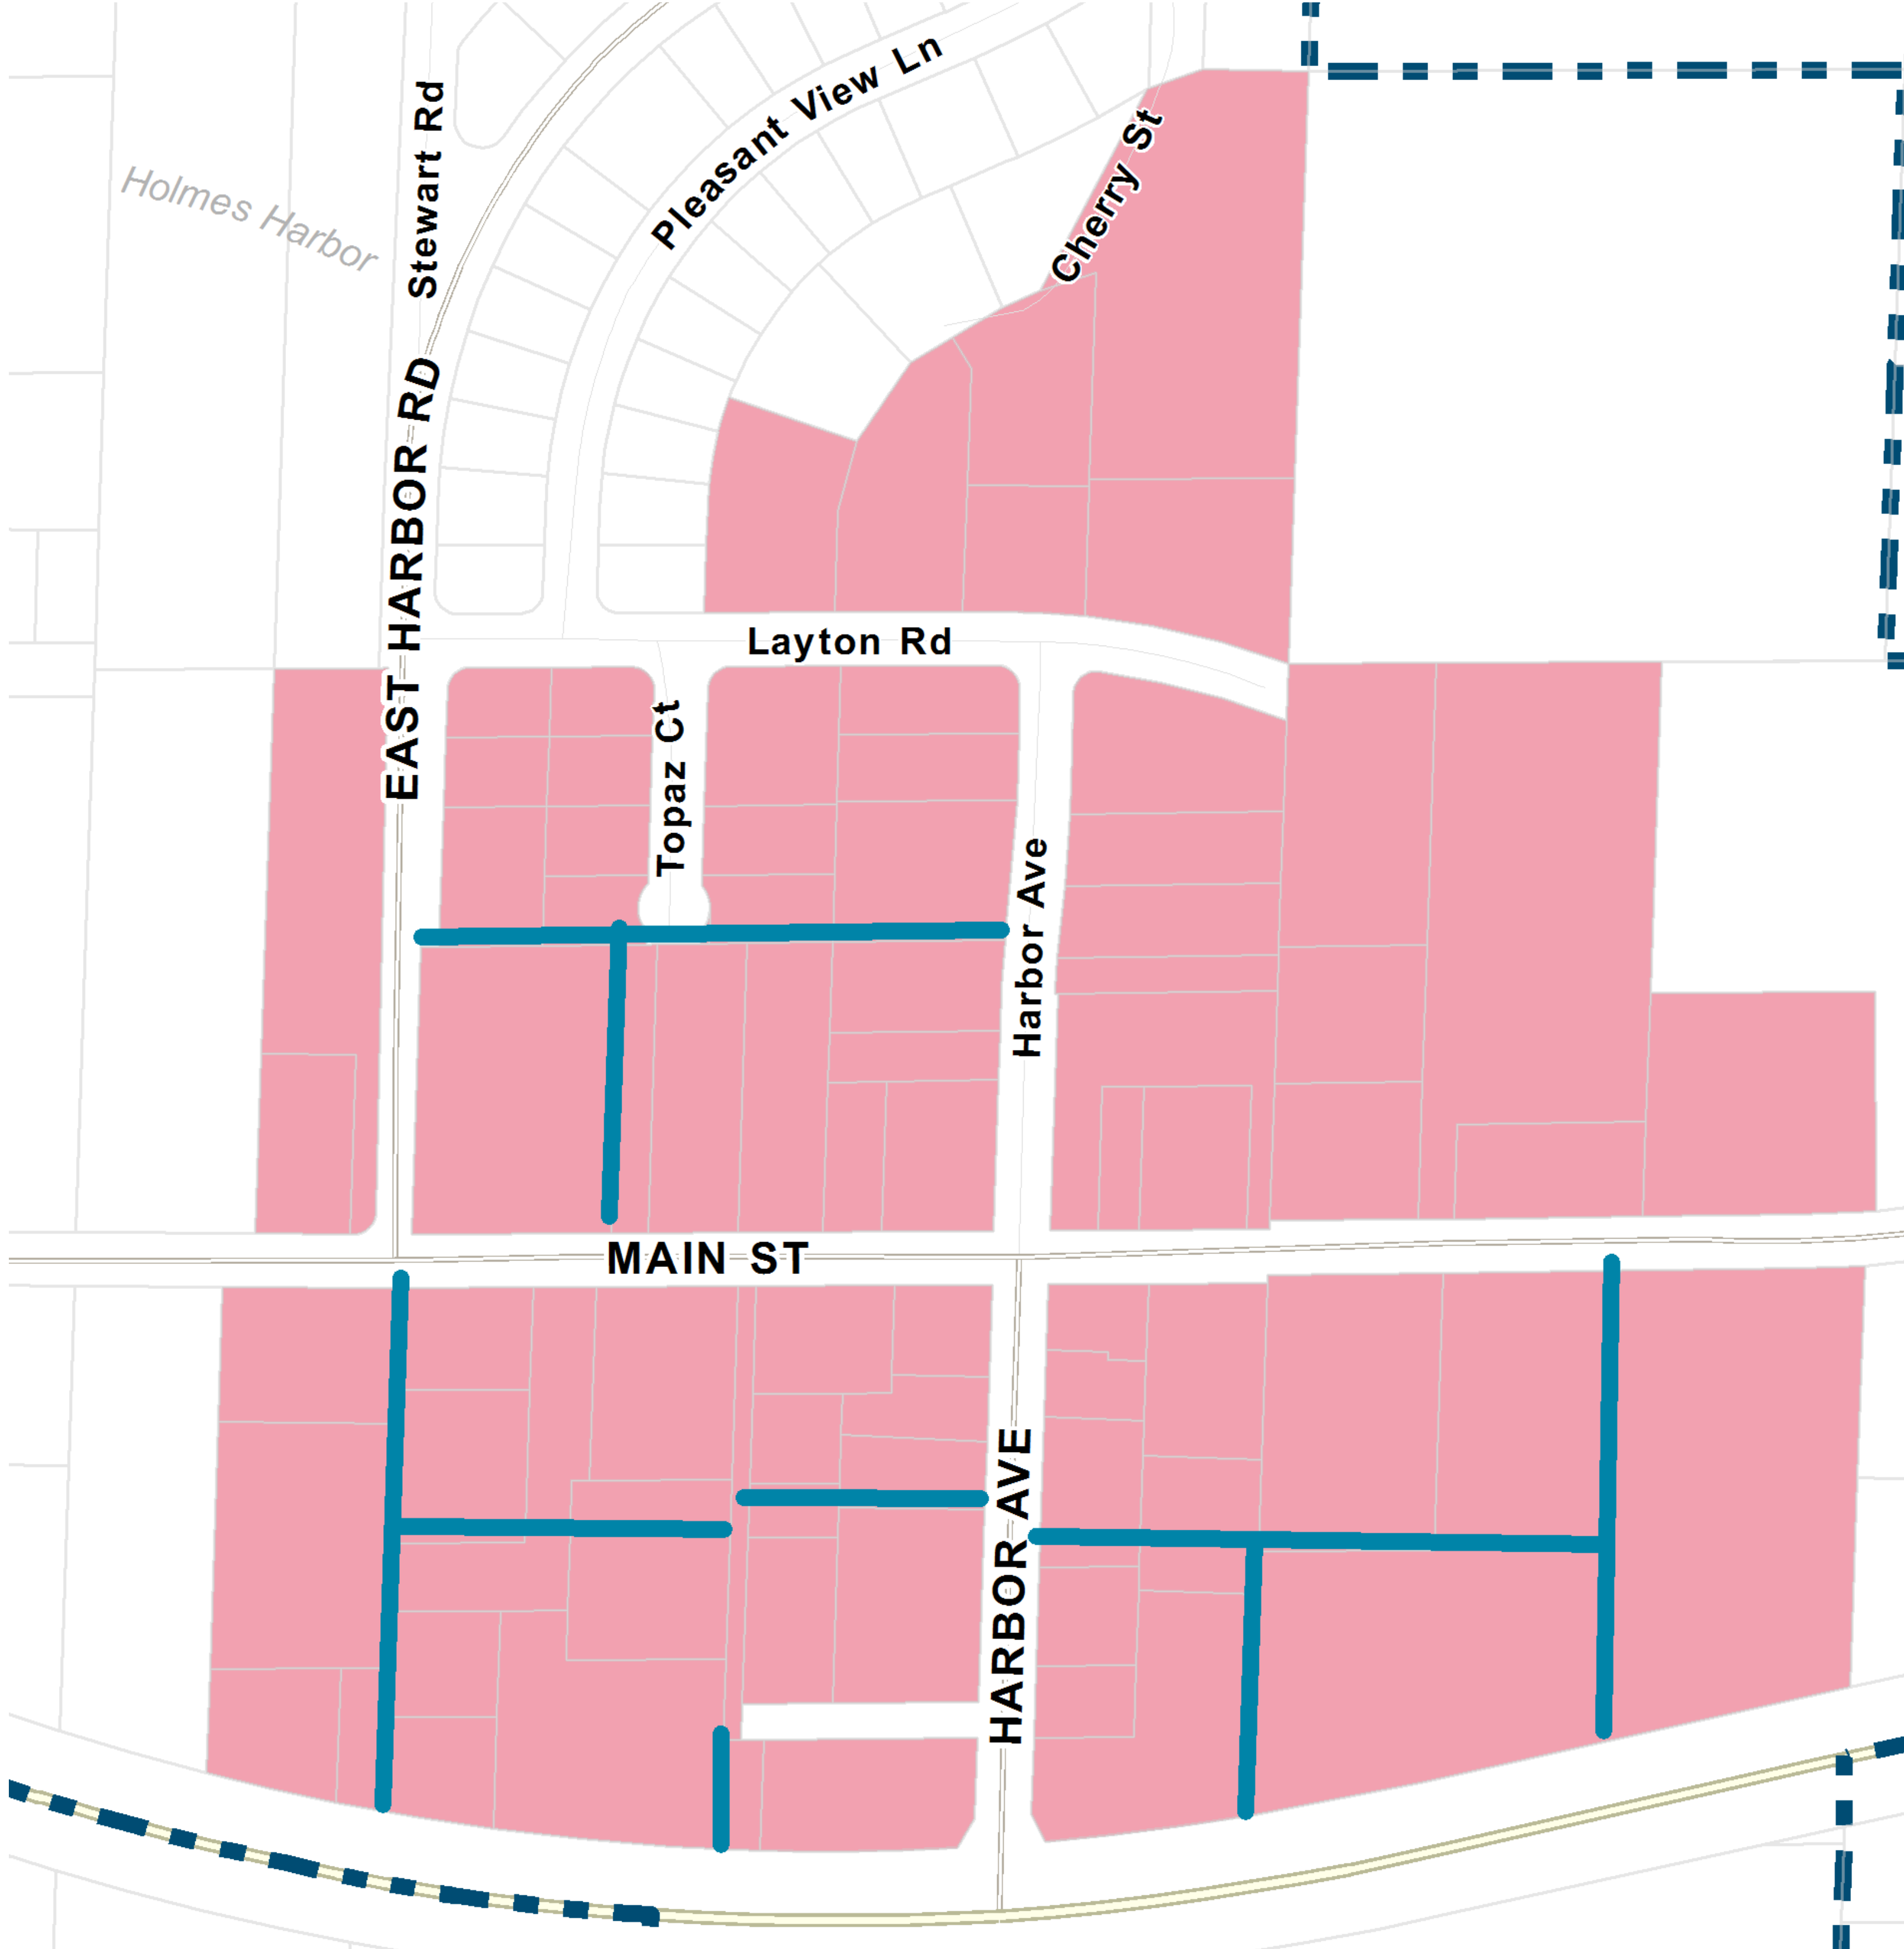 Pleasant View Ln
Stewart Rd
Cherry St
Holmes Harbor
EAST HARBOR RD
Layton Rd
Topaz Ct
Harbor Ave
MAIN ST
HARBOR AVE